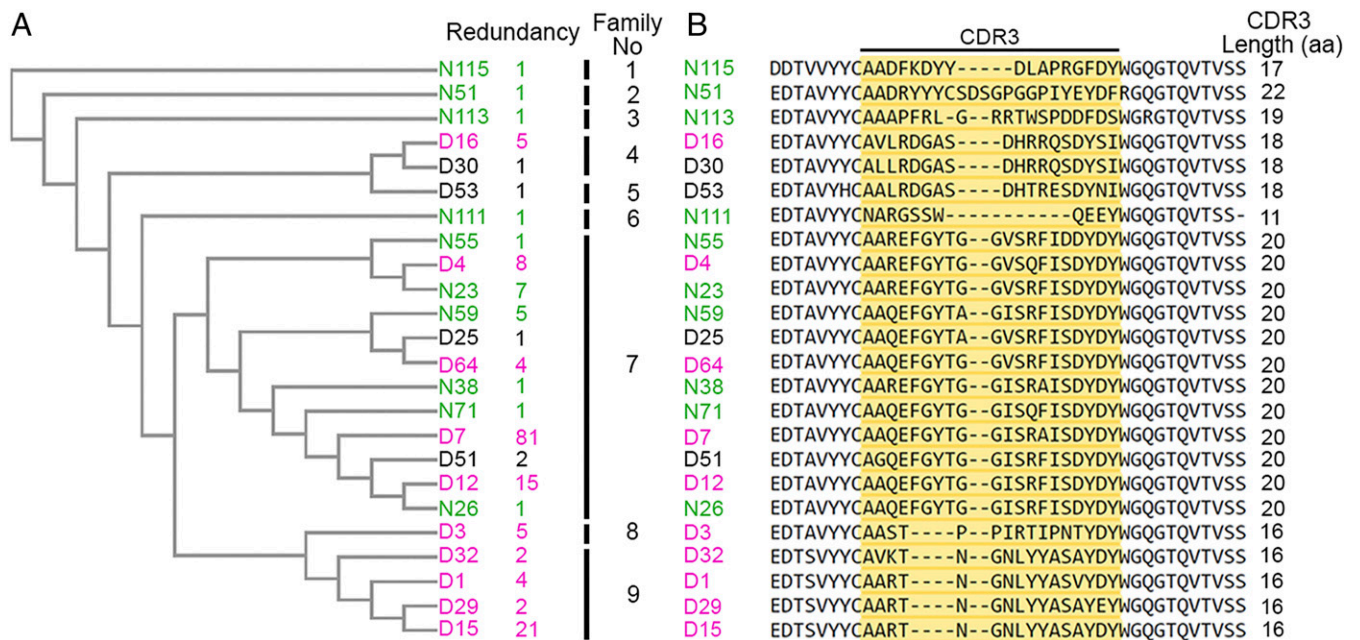 A Redundancy Family No B CDR3 CDR3 Length (aa)
N115 1 1 N115 DDTVVYYCAADFKDYY-----DLAPRGFDYWGQGTQVTVSS 17
N51 1 2 N51 EDTAVYYCAADRYYYCSDSGPGGPIYEYDFRGQGTQVTVSS 22
N113 1 3 N113 EDTAVYYCAAAPFRL-G--RRTWSPDDFDSWGRGTQVTVSS 19
D16 5 4 D16 EDTAVYYCAVLRDGAS----DHRRQSDYSIWGQGTQVTVSS 18
D30 1 D30 EDTAVYYCALLRDGAS----DHRRQSDYSIWGQGTQVTVSS 18
D53 1 5 D53 EDTAVYHCAALRDGAS----DHTRESDYNIWGQGTQVTVSS 18
N111 1 6 N111 EDTAVYYCNARGSSW-----------QEEYWGQGTQVTSS- 11
N55 1 N55 EDTAVYYCAAREFGYTG--GVSRFIDDYDYWGQGTQVTVSS 20
D4 8 D4 EDTAVYYCAAREFGYTG--GVSQFISDYDYWGQGTQVTVSS 20
N23 7 N23 EDTAVYYCAAREFGYTG--GVSRFISDYDYWGQGTQVTVSS 20
N59 5 N59 EDTAVYYCAAQEFGYTA--GISRFISDYDYWGQGTQVTVSS 20
D25 1 D25 EDTAVYYCAAQEFGYTA--GVSRFISDYDYWGQGTQVTVSS 20
D64 4 7 D64 EDTAVYYCAAQEFGYTG--GVSRFISDYDYWGQGTQVTVSS 20
N38 1 N38 EDTAVYYCAAREFGYTG--GISRAISDYDYWGQGTQVTVSS 20
N71 1 N71 EDTAVYYCAAQEFGYTG--GISQFISDYDYWGQGTQVTVSS 20
D7 81 D7 EDTAVYYCAAQEFGYTG--GISRAISDYDYWGQGTQVTVSS 20
D51 2 D51 EDTAVYYCAGQEFGYTG--GISRFISDYDYWGQGTQVTVSS 20
D12 15 D12 EDTAVYYCAAQEFGYTG--GISRFISDYDYWGQGTQVTVSS 20
N26 1 N26 EDTAVYYCAAQEFGYTG--GISRFISDYDYWGQGTQVTVSS 20
D3 5 8 D3 EDTAVYYCAAST----P--PIRTIPNTYDYWGQGTQVTVSS 16
D32 2 D32 EDTSVYYCAVKT----N--GNLYYASAYDYWGQGTQVTVSS 16
D1 4 9 D1 EDTSVYYCAART----N--GNLYYASVYDYWGQGTQVTVSS 16
D29 2 D29 EDTSVYYCAART----N--GNLYYASAYEYWGQGTQVTVSS 16
D15 21 D15 EDTSVYYCAART----N--GNLYYASAYDYWGQGTQVTVSS 16